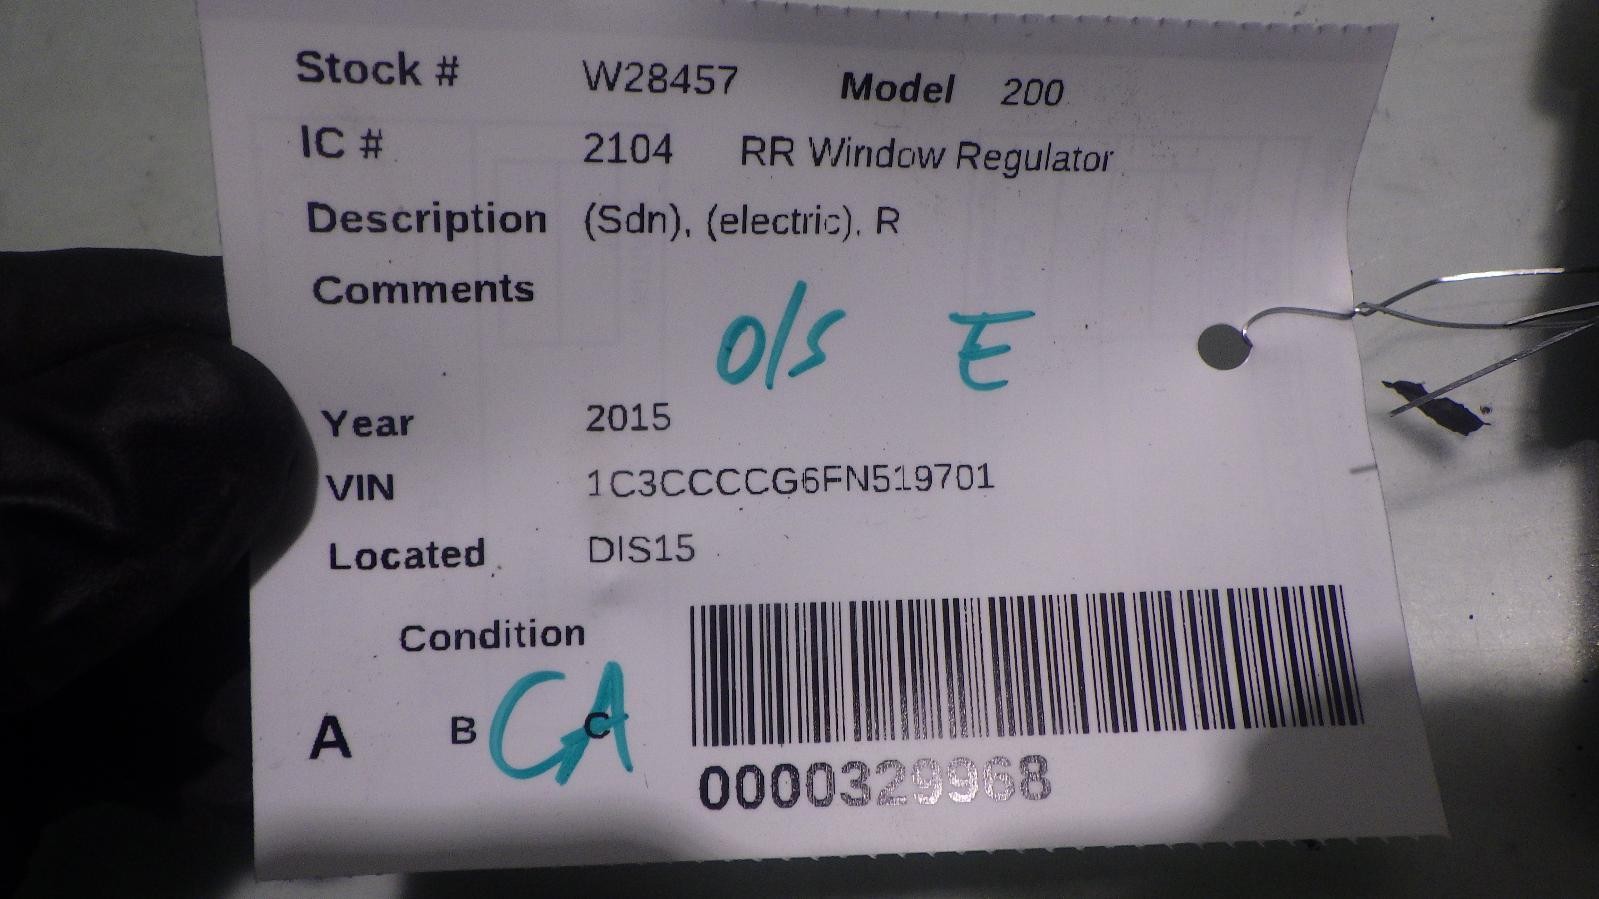 Stock # W28457 Model 200
IC # 2104 RR Window Regulator
Description (Sdn), (electric), R
Comments
O/S E
Year 2015
VIN 1C3CCCCG6FN519701
Located DIS15
Condition
A B C
CA
0000329968